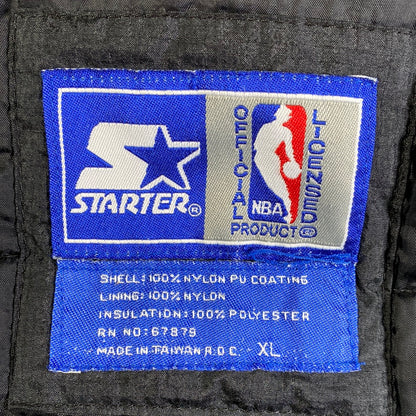 STARTER®
OFFICIAL LICENSED
NBA
PRODUCT®
SHELL: 100% NYLON PU COATING
LINING: 100% NYLON
INSULATION: 100% POLYESTER
RN NO: 67879
MADE IN TAIWAN R.O.C. XL